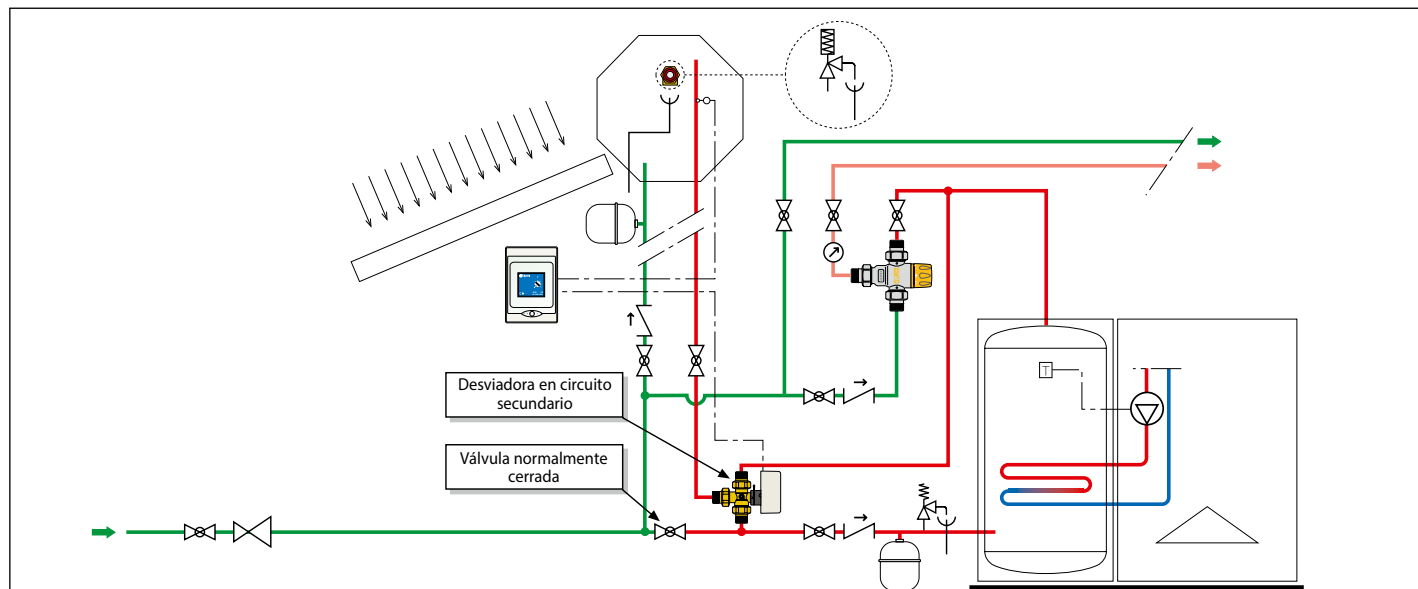 T
Desviadora en circuito
secundario
Válvula normalmente
cerrada